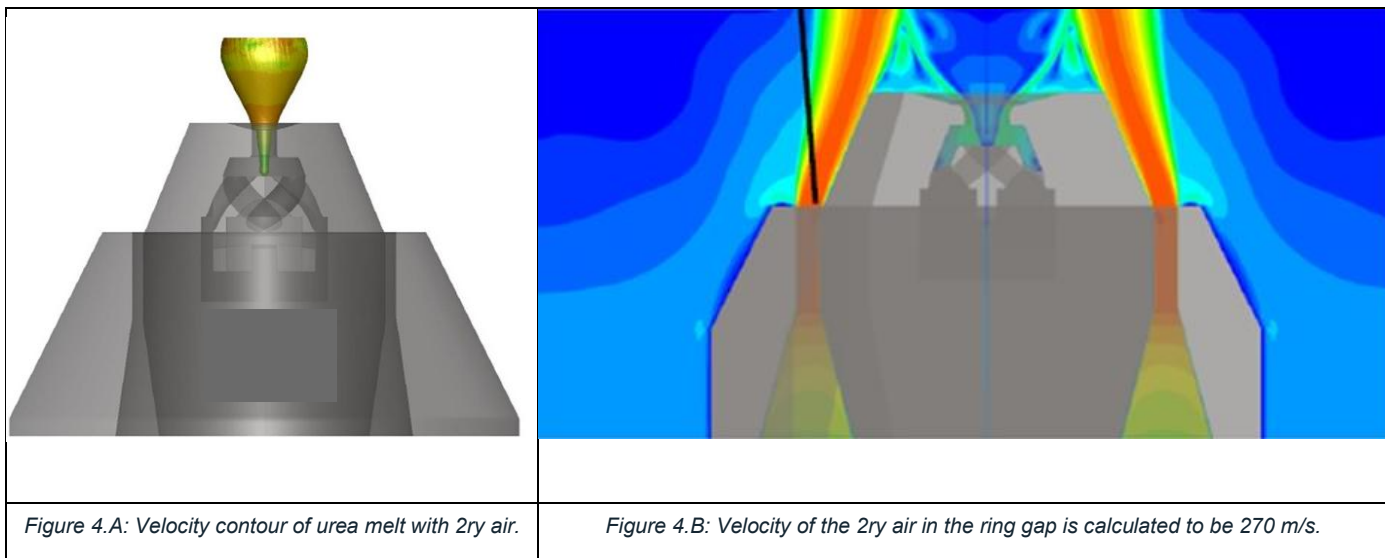 Figure 4.A: Velocity contour of urea melt with 2ry air.
Figure 4.B: Velocity of the 2ry air in the ring gap is calculated to be 270 m/s.